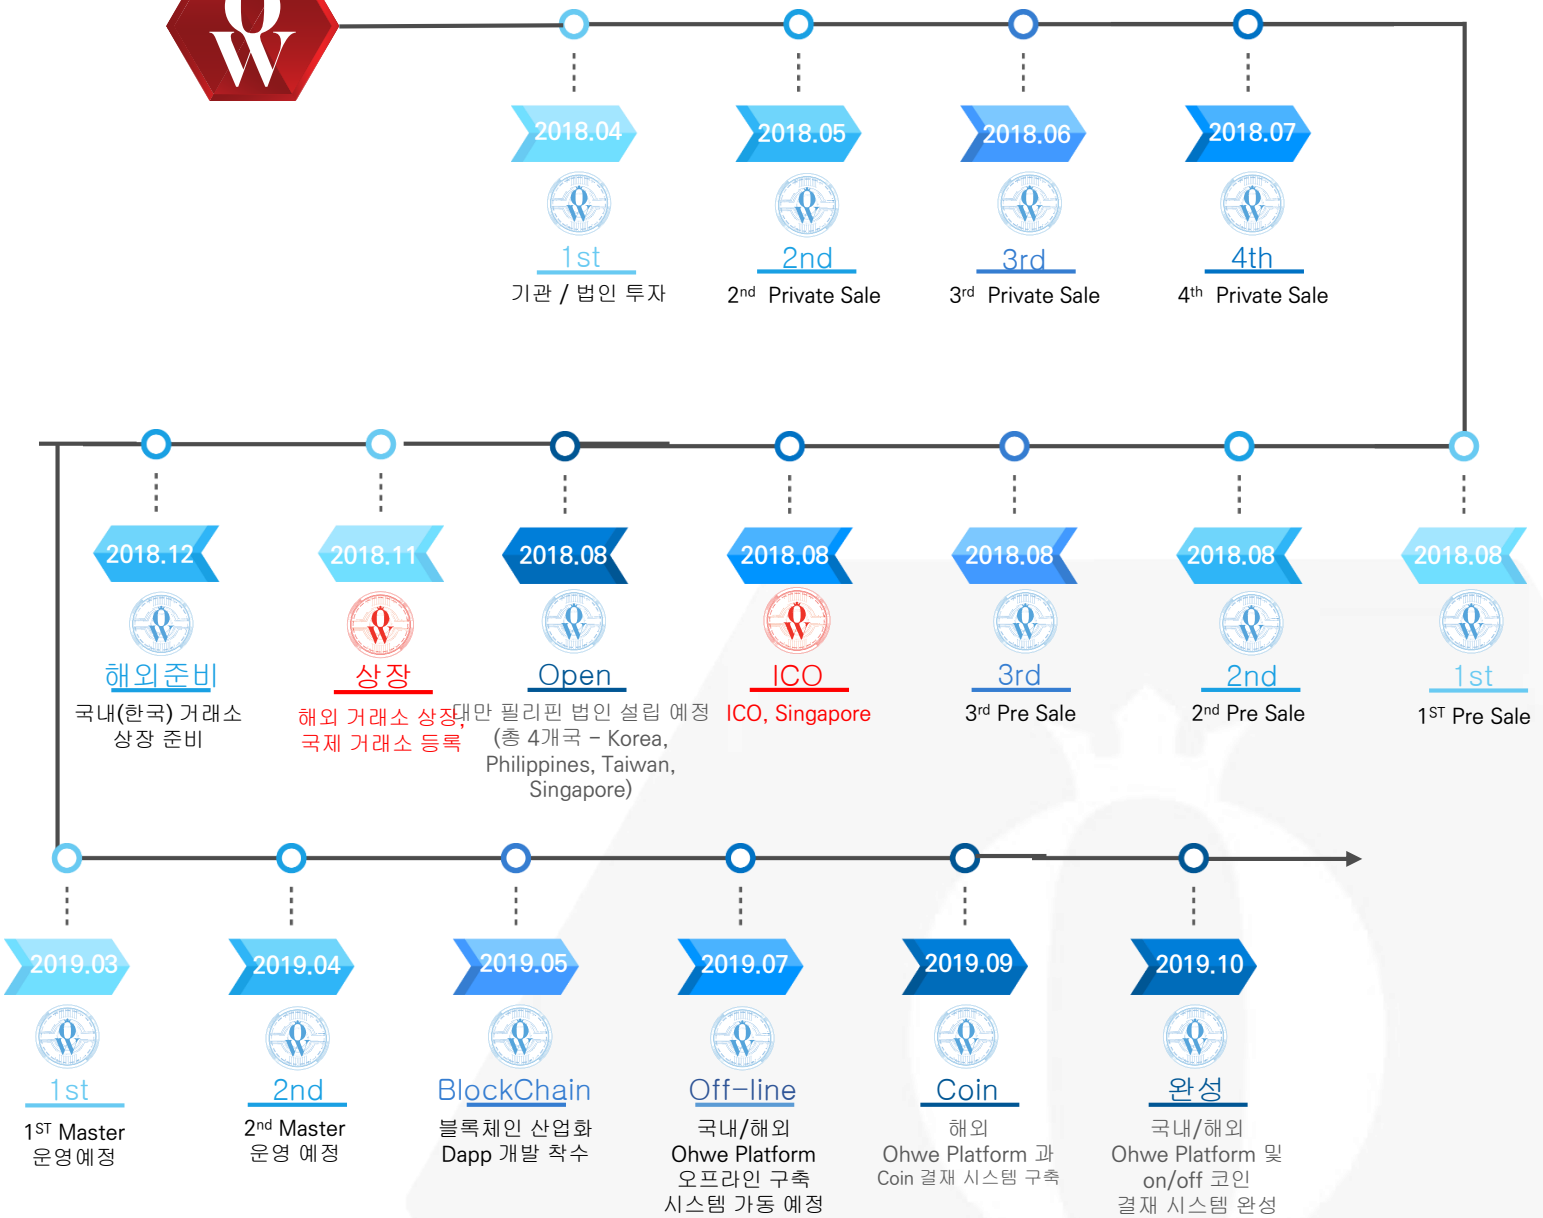 OW
2018.04
1st
기관 / 법인 투자
2018.05
2nd
2nd Private Sale
2018.06
3rd
3rd Private Sale
2018.07
4th
4th Private Sale
2018.08
1st
1ST Pre Sale
2018.08
2nd
2nd Pre Sale
2018.08
3rd
3rd Pre Sale
2018.08
ICO
ICO, Singapore
2018.08
Open
대만 필리핀 법인 설립 예정
(총 4개국 – Korea,
Philippines, Taiwan,
Singapore)
2018.11
상장
해외 거래소 상장,
국제 거래소 등록
2018.12
해외준비
국내(한국) 거래소
상장 준비
2019.03
1st
1ST Master
운영예정
2019.04
2nd
2nd Master
운영 예정
2019.05
BlockChain
블록체인 산업화
Dapp 개발 착수
2019.07
Off-line
국내/해외
Ohwe Platform
오프라인 구축
시스템 가동 예정
2019.09
Coin
해외
Ohwe Platform 과
Coin 결재 시스템 구축
2019.10
완성
국내/해외
Ohwe Platform 및
on/off 코인
결재 시스템 완성